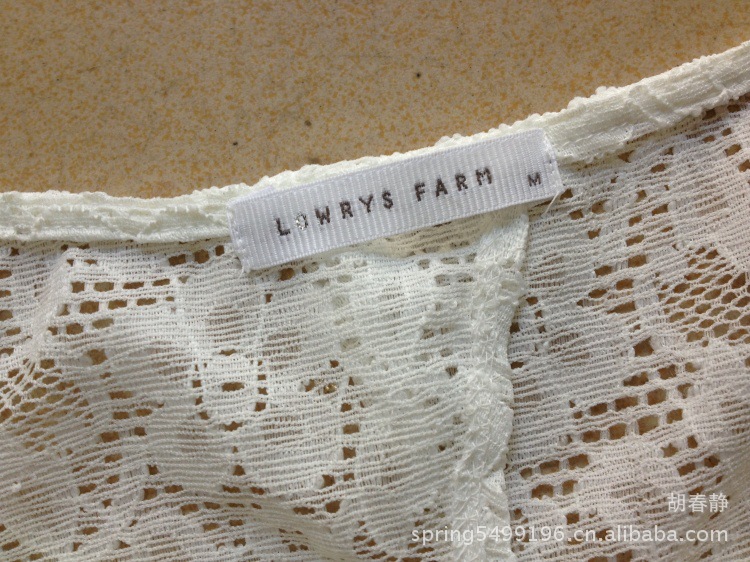 LOWRYS FARM M
胡春静
spring5499196.cn.alibaba.com